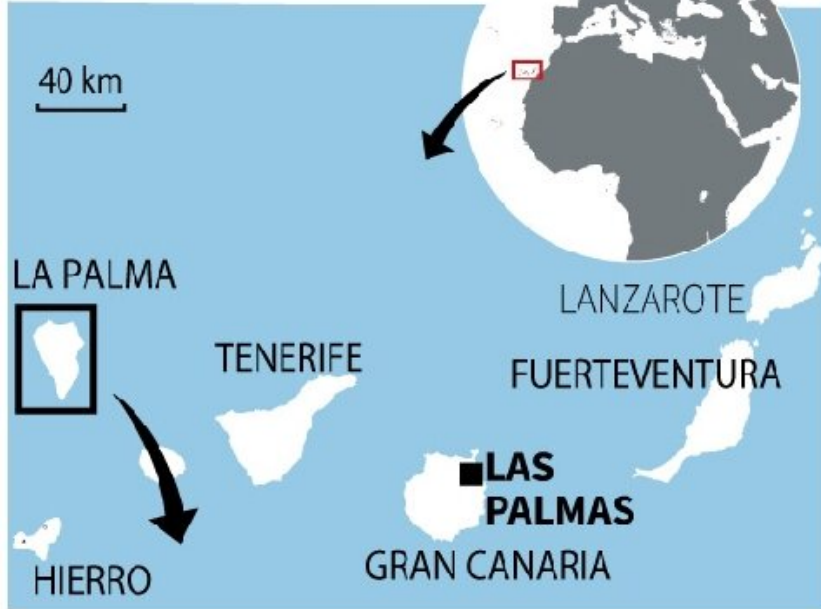 40 km
LA PALMA
LANZAROTE
TENERIFE
FUERTEVENTURA
LAS
PALMAS
GRAN CANARIA
HIERRO